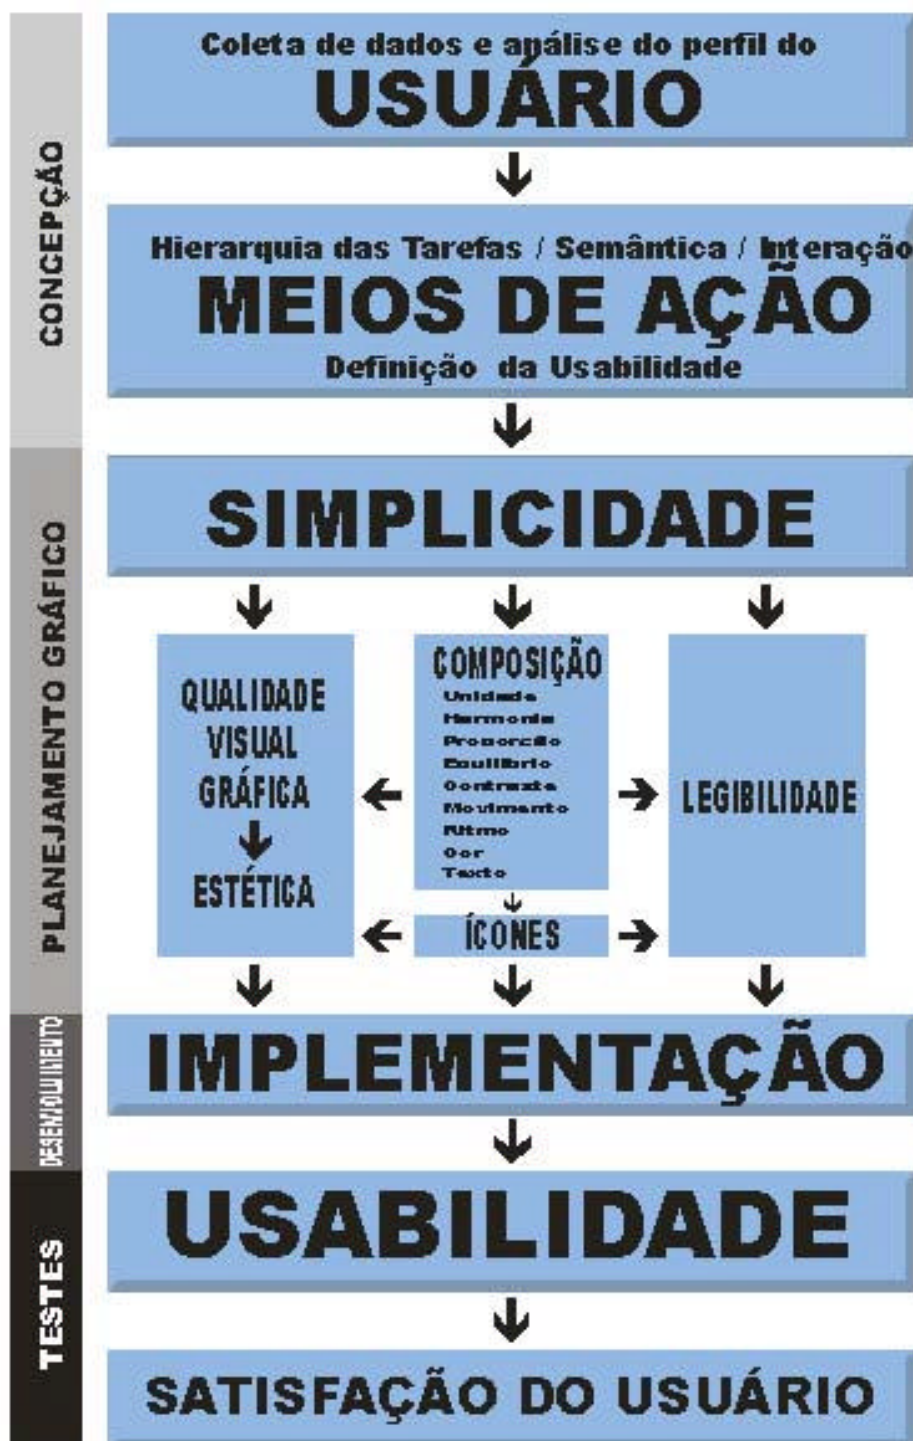 Coleta de dados e análise do perfil do
USUÁRIO
CONCEPÇÃO
Hierarquia das Tarefas / Semântica / Interação
MEIOS DE AÇÃO
Definição da Usabilidade
SIMPLICIDADE
PLANEJAMENTO GRÁFICO
QUALIDADE
VISUAL
GRÁFICA
ESTÉTICA
COMPOSIÇÃO
Unidade
Harmonia
Proporção
Equilíbrio
Contraste
Movimento
Ritmo
Cor
Texto
ÍCONES
LEGIBILIDADE
DESENVOLVIMENTO
IMPLEMENTAÇÃO
TESTES
USABILIDADE
SATISFAÇÃO DO USUÁRIO